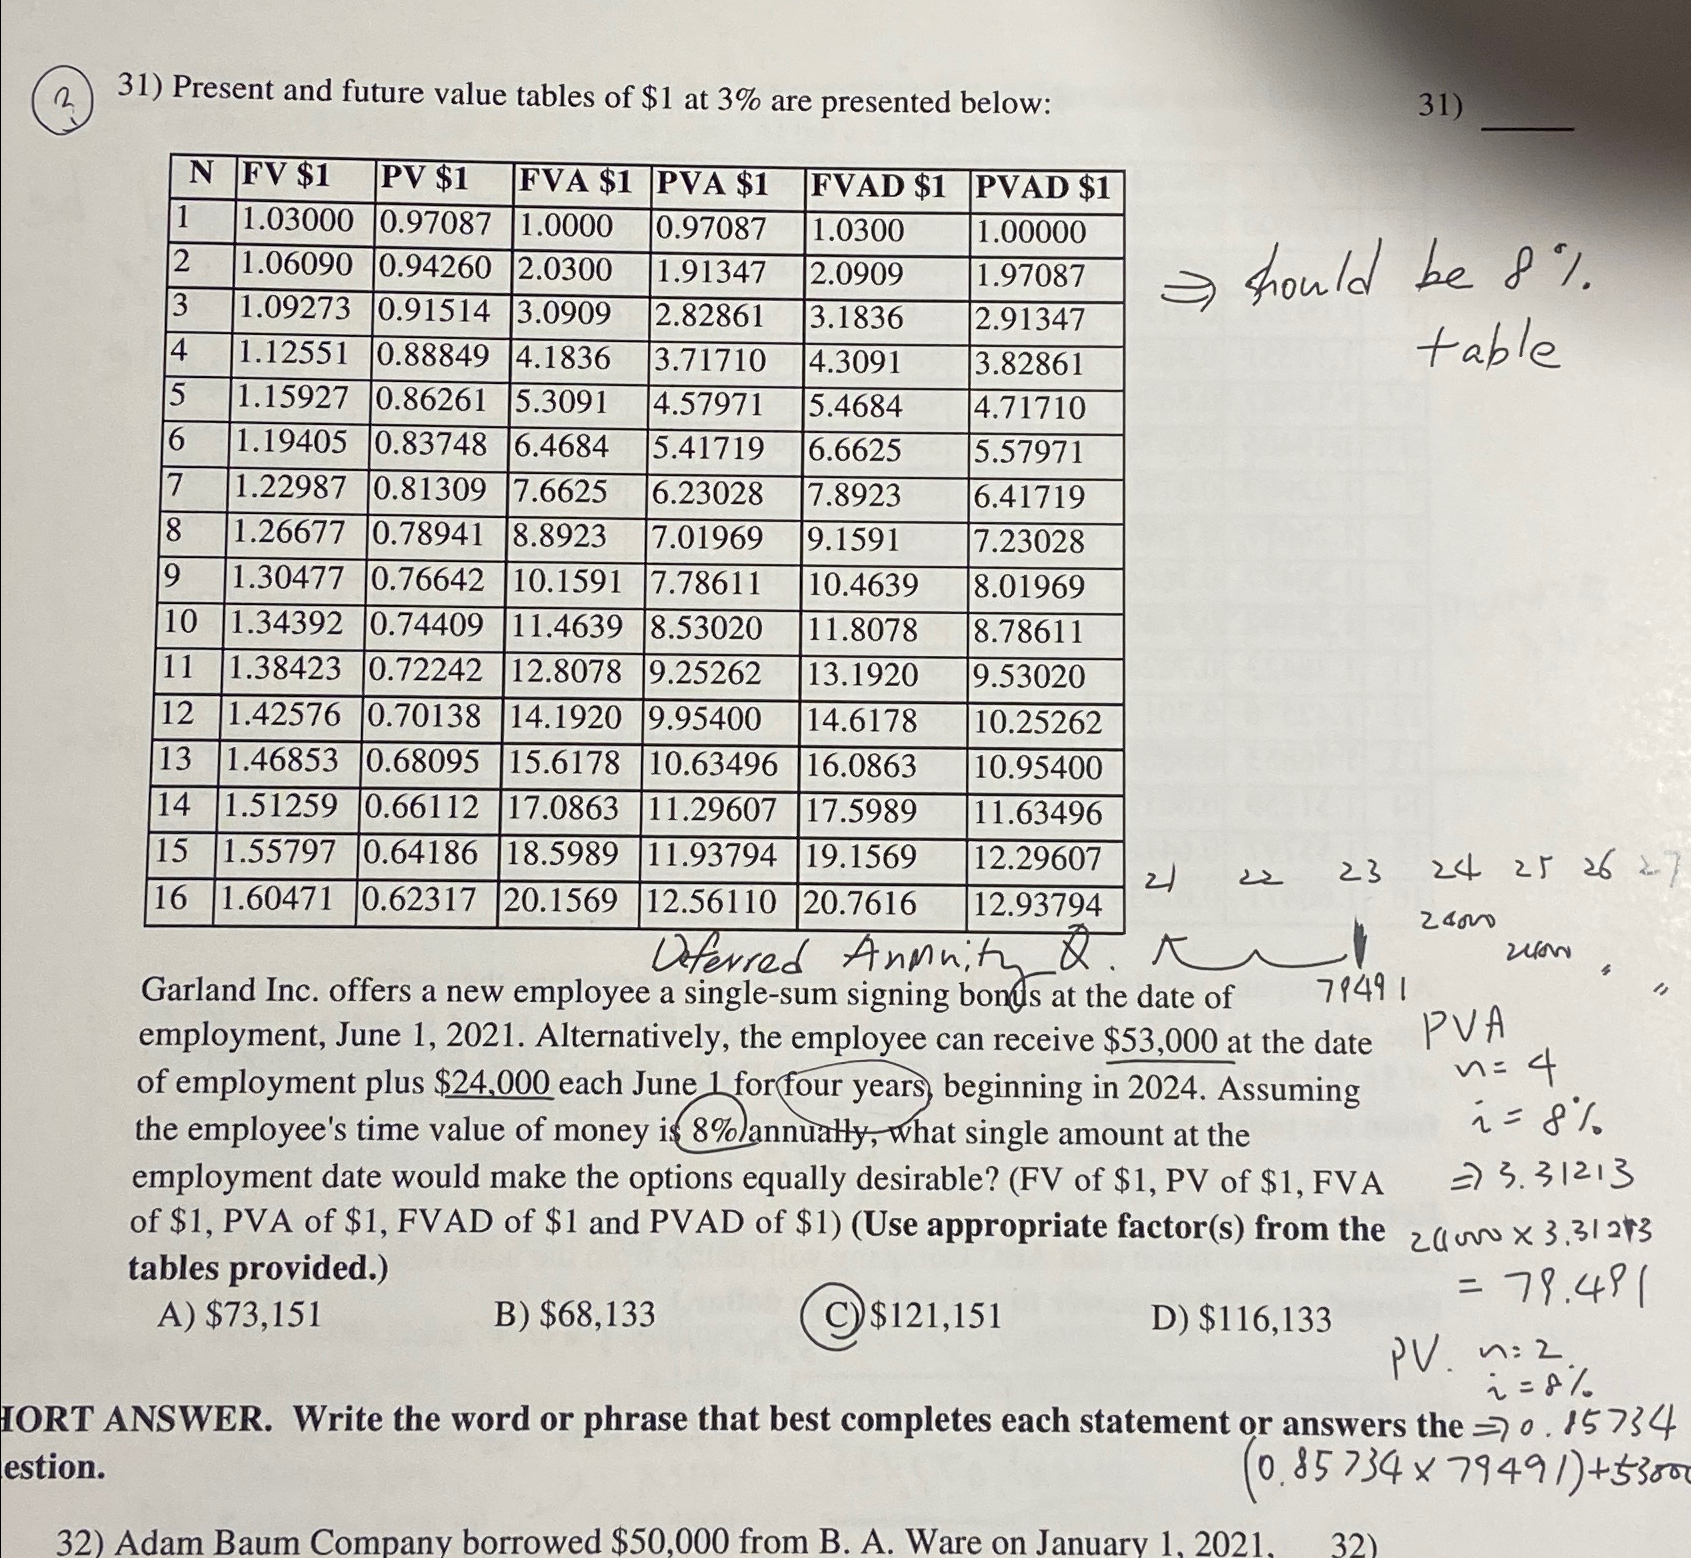 3
31) Present and future value tables of $1 at 3% are presented below:
31) ____
N FV $1 PV $1 FVA $1 PVA $1 FVAD $1 PVAD $1
1 1.03000 0.97087 1.0000 0.97087 1.0300 1.00000
2 1.06090 0.94260 2.0300 1.91347 2.0909 1.97087
3 1.09273 0.91514 3.0909 2.82861 3.1836 2.91347
4 1.12551 0.88849 4.1836 3.71710 4.3091 3.82861
5 1.15927 0.86261 5.3091 4.57971 5.4684 4.71710
6 1.19405 0.83748 6.4684 5.41719 6.6625 5.57971
7 1.22987 0.81309 7.6625 6.23028 7.8923 6.41719
8 1.26677 0.78941 8.8923 7.01969 9.1591 7.23028
9 1.30477 0.76642 10.1591 7.78611 10.4639 8.01969
10 1.34392 0.74409 11.4639 8.53020 11.8078 8.78611
11 1.38423 0.72242 12.8078 9.25262 13.1920 9.53020
12 1.42576 0.70138 14.1920 9.95400 14.6178 10.25262
13 1.46853 0.68095 15.6178 10.63496 16.0863 10.95400
14 1.51259 0.66112 17.0863 11.29607 17.5989 11.63496
15 1.55797 0.64186 18.5989 11.93794 19.1569 12.29607
16 1.60471 0.62317 20.1569 12.56110 20.7616 12.93794
⇒ should be 8%
table
21 22 23 24 25 26 27
24000
24000 " "
79491
Deferred Annuity Q.
Garland Inc. offers a new employee a single-sum signing bonus at the date of
employment, June 1, 2021. Alternatively, the employee can receive $53,000 at the date
of employment plus $24,000 each June 1 for four years, beginning in 2024. Assuming
the employee's time value of money is 8% annually, what single amount at the
employment date would make the options equally desirable? (FV of $1, PV of $1, FVA
of $1, PVA of $1, FVAD of $1 and PVAD of $1) (Use appropriate factor(s) from the
tables provided.)
PVA
n = 4
i = 8%
⇒ 3.31213
24000 × 3.31213
= 79.491
A) $73,151 B) $68,133 C) $121,151 D) $116,133
PV. n = 2.
i = 8%
⇒ 0.85734
(0.85734 × 79491) + 53000
HORT ANSWER. Write the word or phrase that best completes each statement or answers the
estion.
32) Adam Baum Company borrowed $50,000 from B. A. Ware on January 1, 2021,
32)